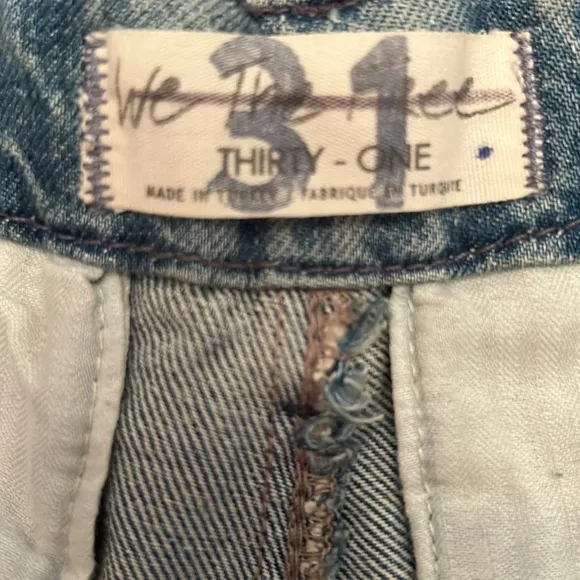 We The Free
31
THIRTY - ONE
MADE IN TURKEY / FABRIQUE EN TURQUIE